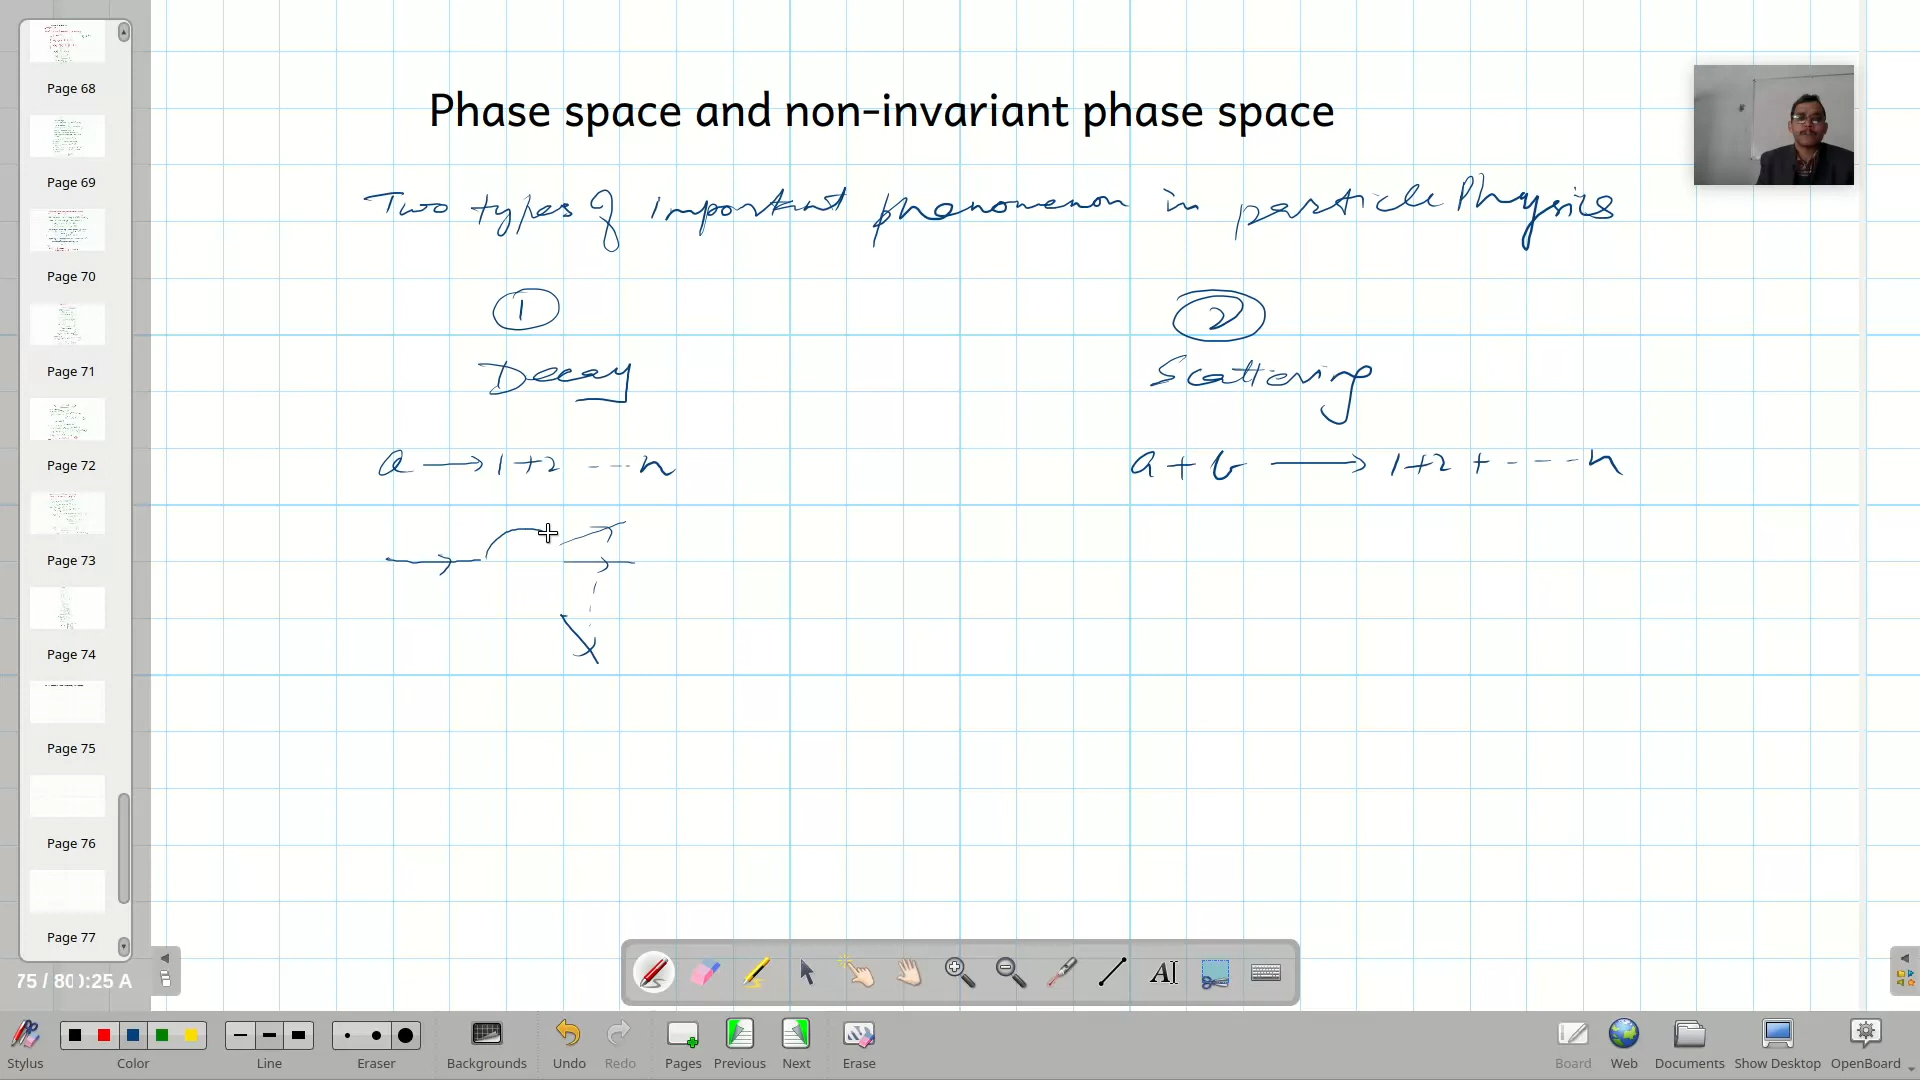 Page 68
Page 69
Page 70
Page 71
Page 72
Page 73
Page 74
Page 75
Page 76
Page 77
75 / 80
:25 A
Phase space and non-invariant phase space
Two types of important phenomenon in particle Physics
1
2
Decay
Scattering
a → 1+2 ----- n
a + b → 1+2 + ----- n
Stylus
Color
Line
Eraser
Backgrounds
Undo
Redo
Pages
Previous
Next
Erase
Board
Web
Documents
Show Desktop
OpenBoard